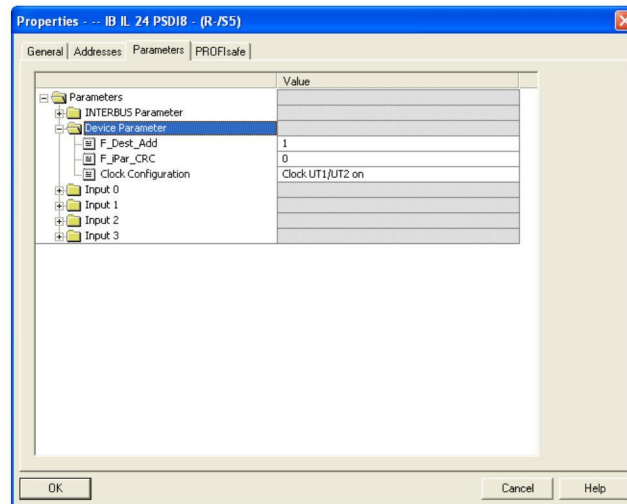 Properties - -- IB IL 24 PSDI8 - (R-/S5)
General Addresses Parameters PROFIsafe
Value
Parameters
INTERBUS Parameter
Device Parameter
F_Dest_Add 1
F_iPar_CRC 0
Clock Configuration Clock UT1/UT2 on
Input 0
Input 1
Input 2
Input 3
OK Cancel Help